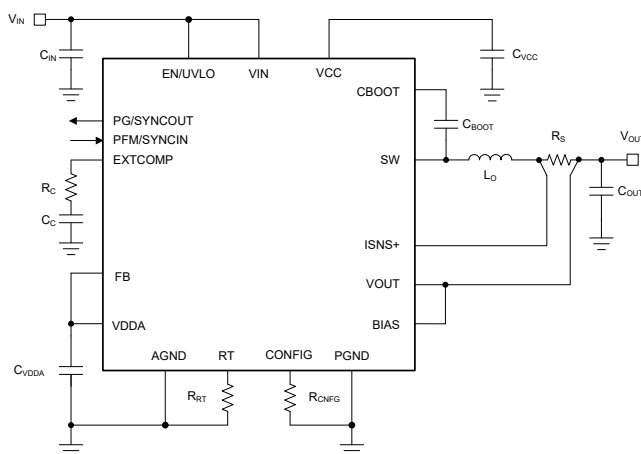 VIN
CIN
EN/UVLO
VIN
VCC
CVCC
CBOOT
CBOOT
PG/SYNCOUT
PFM/SYNCIN
EXTCOMP
SW
LO
RS
VOUT
COUT
RC
CC
ISNS+
FB
VOUT
VDDA
BIAS
CVDDA
AGND
RT
CONFIG
PGND
RRT
RCNFG